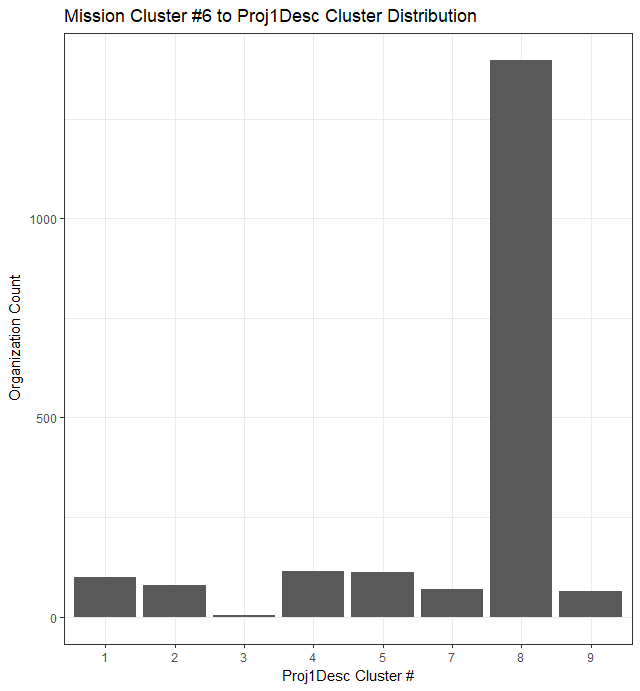 Mission Cluster #6 to Proj1Desc Cluster Distribution
Organization Count
1000
500
0
1 2 3 4 5 7 8 9
Proj1Desc Cluster #